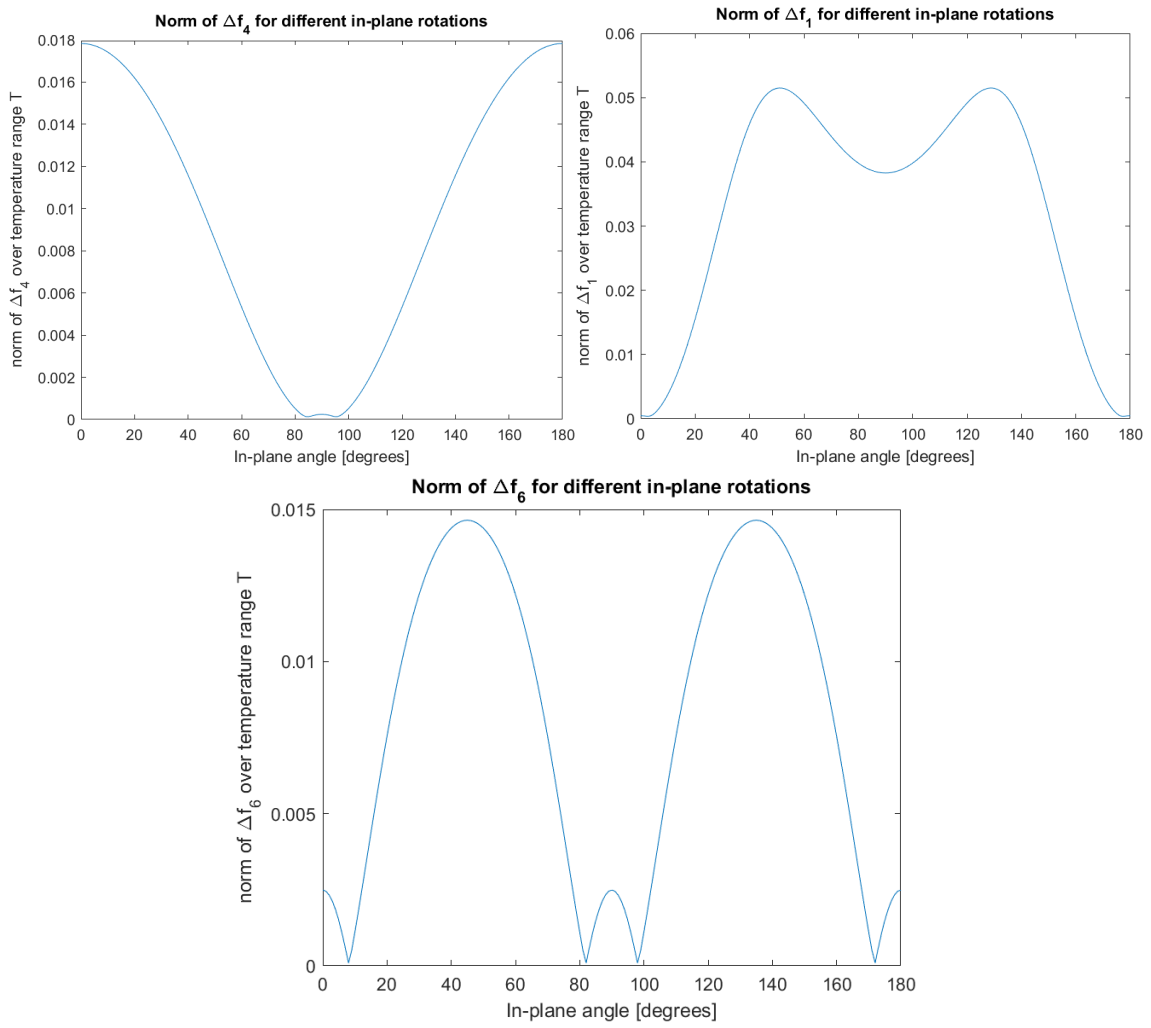 Norm of Δf4 for different in-plane rotations
norm of Δf4 over temperature range T
0.018
0.016
0.014
0.012
0.01
0.008
0.006
0.004
0.002
0
0 20 40 60 80 100 120 140 160 180
In-plane angle [degrees]
Norm of Δf1 for different in-plane rotations
norm of Δf1 over temperature range T
0.06
0.05
0.04
0.03
0.02
0.01
0
0 20 40 60 80 100 120 140 160 180
In-plane angle [degrees]
Norm of Δf6 for different in-plane rotations
norm of Δf6 over temperature range T
0.015
0.01
0.005
0
0 20 40 60 80 100 120 140 160 180
In-plane angle [degrees]